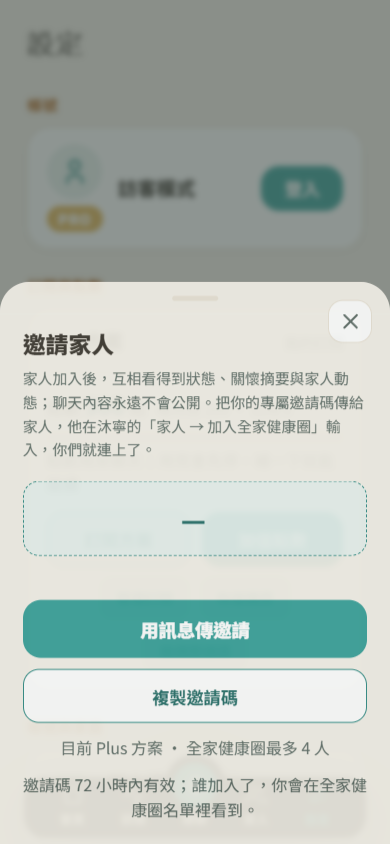 設定
訪客模式
登入
邀請家人
家人加入後，互相看得到狀態、關懷摘要與家人動
態；聊天內容永遠不會公開。把你的專屬邀請碼傳給
家人，他在沐寧的「家人 → 加入全家健康圈」輸
入，你們就連上了。
—
用訊息傳邀請
複製邀請碼
目前 Plus 方案 · 全家健康圈最多 4 人
邀請碼 72 小時內有效；誰加入了，你會在全家健
康圈名單裡看到。